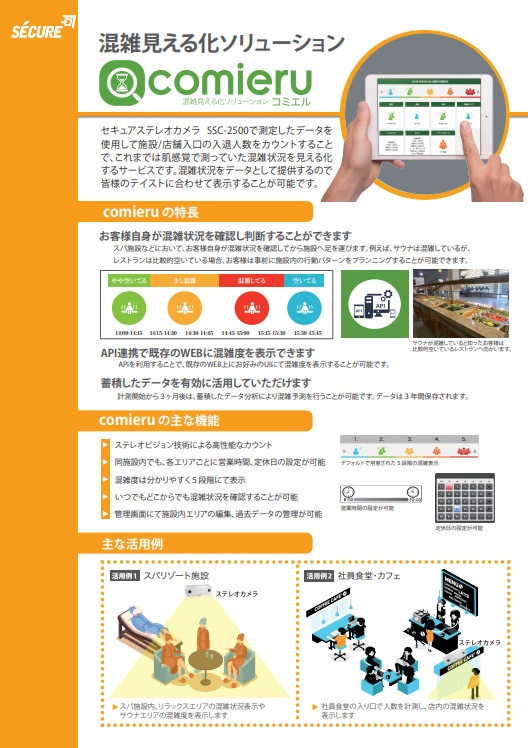 SÉCURE
混雑見える化ソリューション
comieru
混雑見える化ソリューション コミエル
セキュアステレオカメラ SSC-2500で測定したデータを
使用して施設/店舗入口の入退人数をカウントすること
で、これまでは肌感覚で測っていた混雑状況を見える化
するサービスです。混雑状況をデータとして提供するので
皆様のテイストに合わせて表示することが可能です。
comieru の特長
お客様自身が混雑状況を確認し判断することができます
スパ施設などにおいて、お客様自身が混雑状況を確認してから施設へ足を運びます。例えば、サウナは混雑しているが、
レストランは比較的空いている場合、お客様は事前に施設内の行動パターンをプランニングすることが可能できます。
やや空いてる 少し混雑 混雑してる 空いてる
14:00-14:15 14:15-14:30 14:30-14:45 14:45-15:00 15:15-15:30 15:30-15:45
API
API
サウナが混雑していると知ったお客様は
比較的空いているレストランへ向かいます。
API連携で既存のWEBに混雑度を表示できます
APIを利用することで、既存のWEB上にお好みのUIにて混雑度を表示することが可能です。
蓄積したデータを有効に活用していただけます
計測開始から3ヶ月後は、蓄積したデータ分析により混雑予測を行うことが可能です。データは3年間保存されます。
comieru の主な機能
▶ ステレオビジョン技術による高性能なカウント
▶ 同施設内でも、各エリアごとに営業時間、定休日の設定が可能
▶ 混雑度は分かりやすく5段階にて表示
▶ いつでもどこからでも混雑状況を確認することが可能
▶ 管理画面にて施設内エリアの編集、過去データの管理が可能
1. 2. 3. 4. 5.
デフォルトで用意された5段階の混雑表示
営業時間の設定が可能
定休日の設定が可能
主な活用例
活用例1 スパリゾート施設
ステレオカメラ
▶ スパ施設内、リラックスエリアの混雑状況表示や
サウナエリアの混雑度を表示します
活用例2 社員食堂・カフェ
COFFEE CAFE
MENU
ステレオカメラ
COFFEE CAFE
▶ 社員食堂の入り口で人数を計測し、店内の混雑状況を
表示します